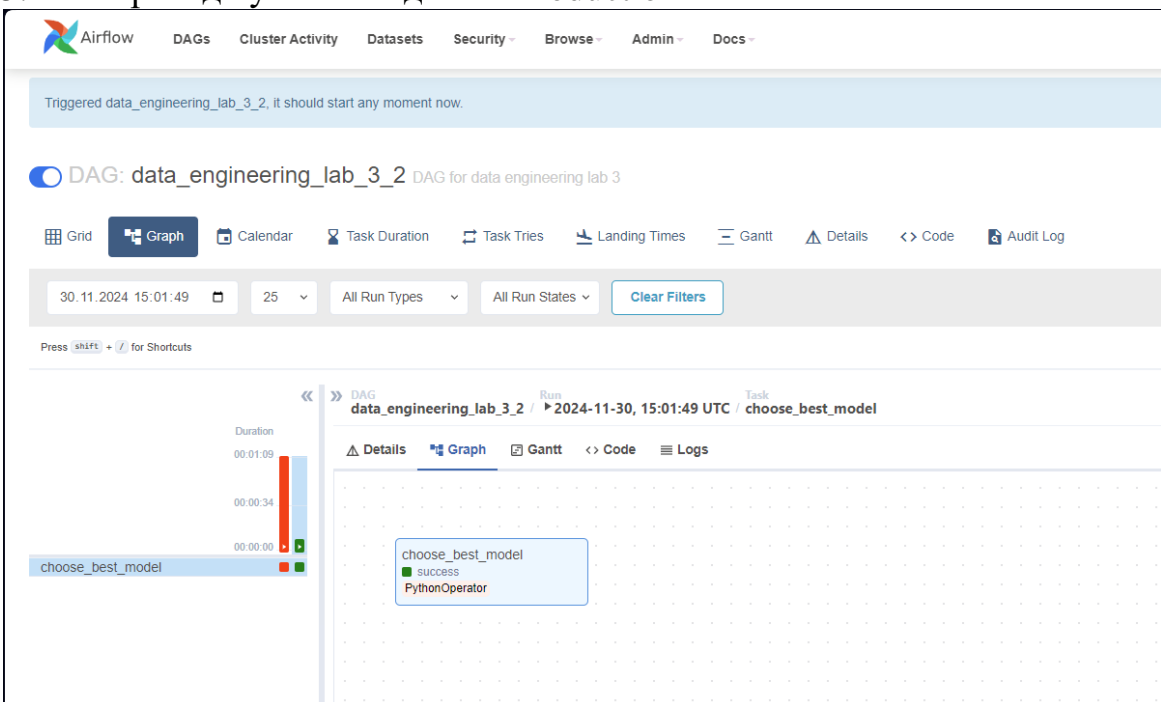 Airflow DAGs Cluster Activity Datasets Security Browse Admin Docs
Triggered data_engineering_lab_3_2, it should start any moment now.
DAG: data_engineering_lab_3_2 DAG for data engineering lab 3
Grid Graph Calendar Task Duration Task Tries Landing Times Gantt Details <> Code Audit Log
30.11.2024 15:01:49 25 All Run Types All Run States Clear Filters
Press shift + / for Shortcuts
DAG Run Task
data_engineering_lab_3_2 / 2024-11-30, 15:01:49 UTC / choose_best_model
Duration
Details Graph Gantt <> Code Logs
00:01:09
00:00:34
00:00:00
choose_best_model
choose_best_model
success
PythonOperator